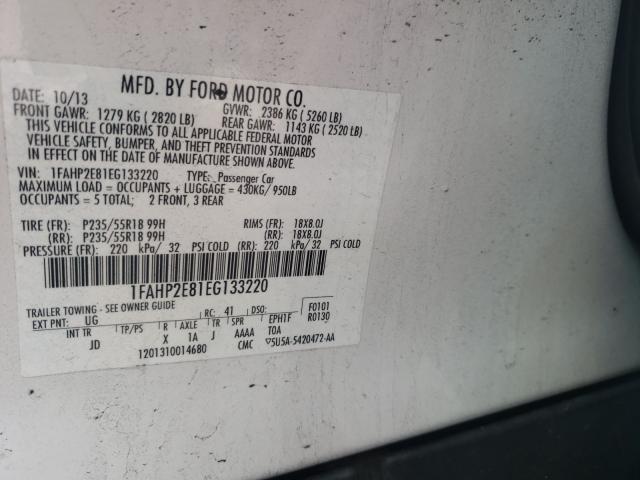 MFD. BY FORD MOTOR CO.
DATE: 10/13 GVWR: 2386 KG ( 5260 LB)
FRONT GAWR: 1279 KG ( 2820 LB) REAR GAWR: 1143 KG ( 2520 LB)
THIS VEHICLE CONFORMS TO ALL APPLICABLE FEDERAL MOTOR
VEHICLE SAFETY, BUMPER, AND THEFT PREVENTION STANDARDS
IN EFFECT ON THE DATE OF MANUFACTURE SHOWN ABOVE.
VIN: 1FAHP2E81EG133220 TYPE: Passenger Car
MAXIMUM LOAD = OCCUPANTS + LUGGAGE = 430KG/ 950LB
OCCUPANTS = 5 TOTAL; 2 FRONT, 3 REAR
TIRE (FR): P235/55R18 99H RIMS (FR): 18X8.0J
(RR): P235/55R18 99H (RR): 18X8.0J
PRESSURE (FR): 220 kPa/ 32 PSI COLD (RR): 220 kPa/ 32 PSI COLD
1FAHP2E81EG133220
TRAILER TOWING - SEE OWNER GUIDE F0101
EXT PNT: UG RC: 41 DSO: R0130
INT TR TP/PS R AXLE TR SPR EPH1F
JD X 1A J AAAA TOA
1201310014680 CMC 5U5A-5420472-AA